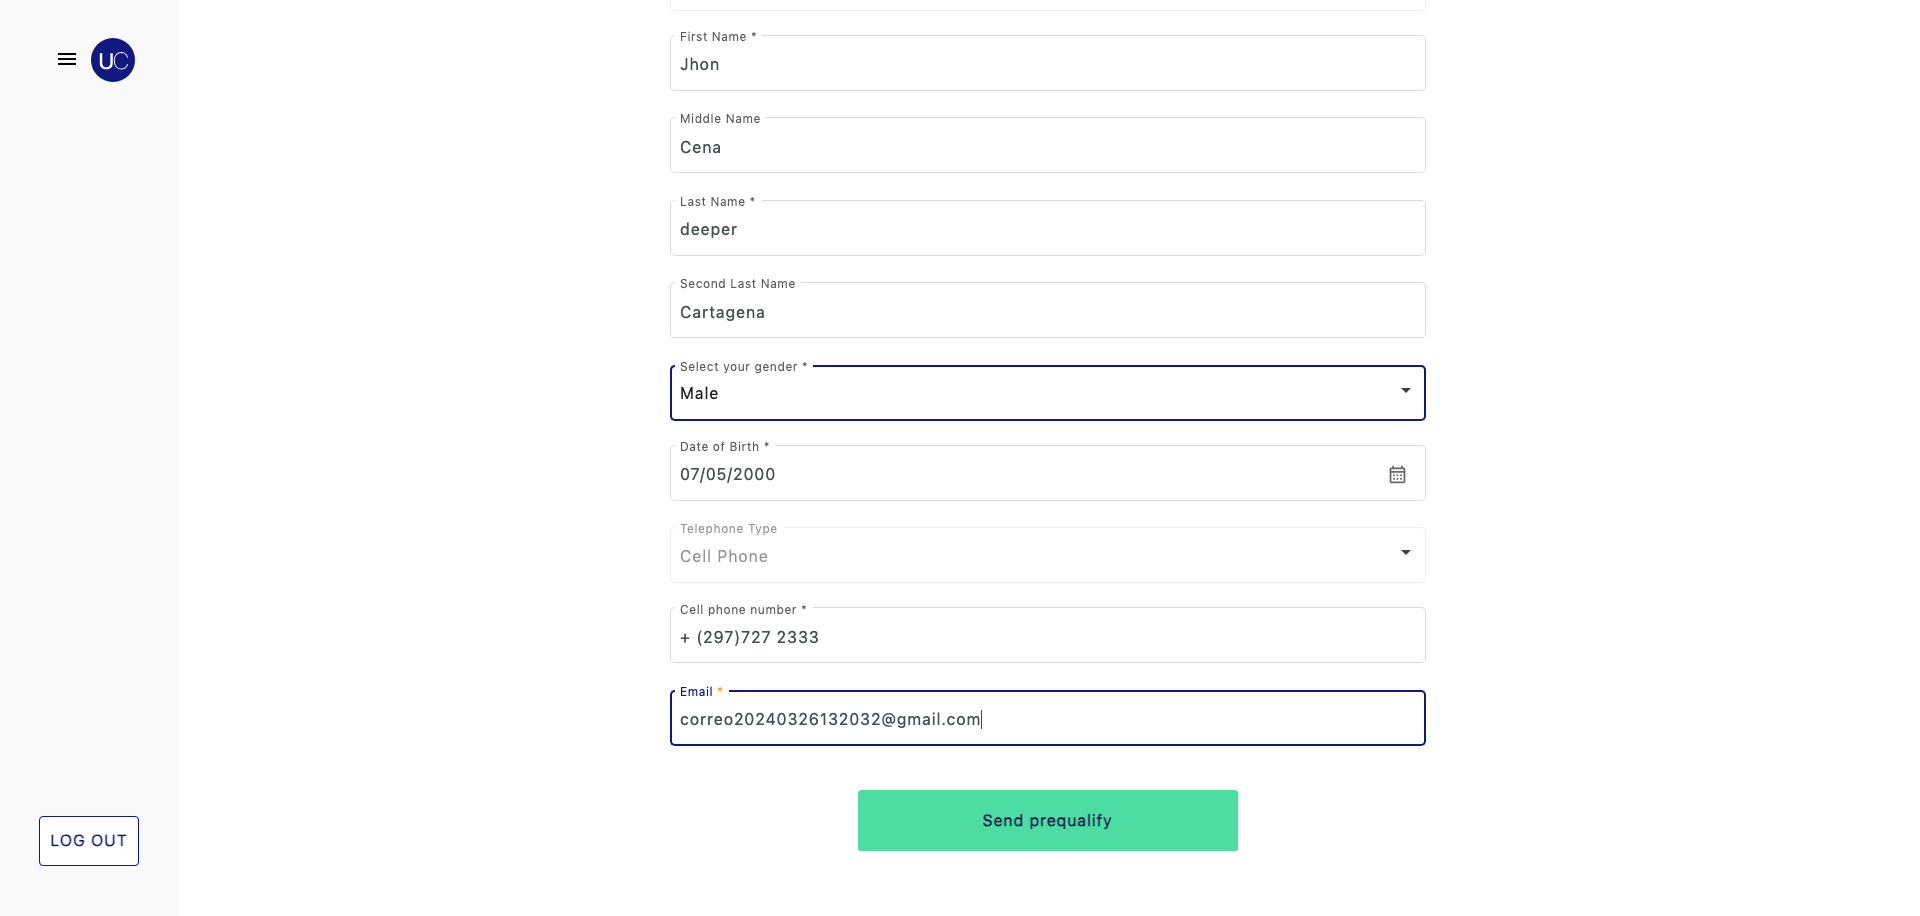 UC
First Name *
Jhon
Middle Name
Cena
Last Name *
deeper
Second Last Name
Cartagena
Select your gender *
Male
Date of Birth *
07/05/2000
Telephone Type
Cell Phone
Cell phone number *
+ (297)727 2333
Email *
correo20240326132032@gmail.com
Send prequalify
LOG OUT